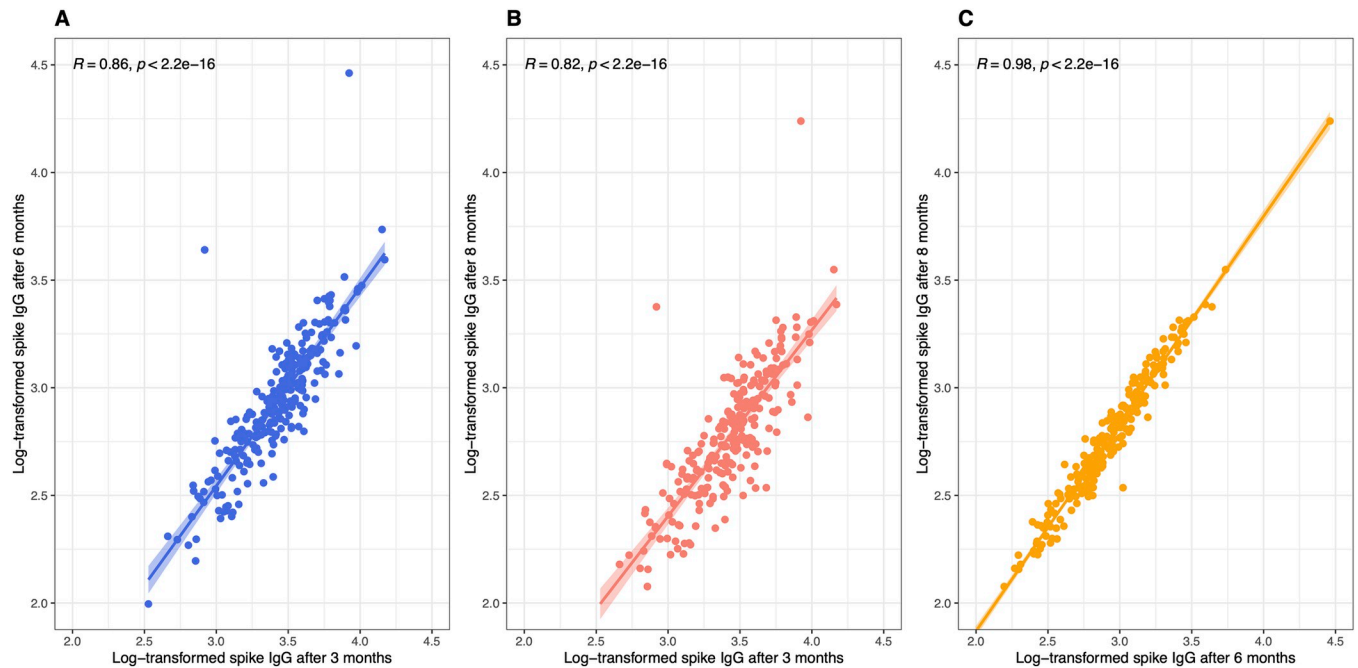 A
R = 0.86, p < 2.2e−16
4.5
4.0
3.5
3.0
2.5
2.0
Log−transformed spike IgG after 6 months
2.0 2.5 3.0 3.5 4.0 4.5
Log−transformed spike IgG after 3 months
B
R = 0.82, p < 2.2e−16
4.5
4.0
3.5
3.0
2.5
2.0
Log−transformed spike IgG after 8 months
2.0 2.5 3.0 3.5 4.0 4.5
Log−transformed spike IgG after 3 months
C
R = 0.98, p < 2.2e−16
4.5
4.0
3.5
3.0
2.5
2.0
Log−transformed spike IgG after 8 months
2.0 2.5 3.0 3.5 4.0 4.5
Log−transformed spike IgG after 6 months